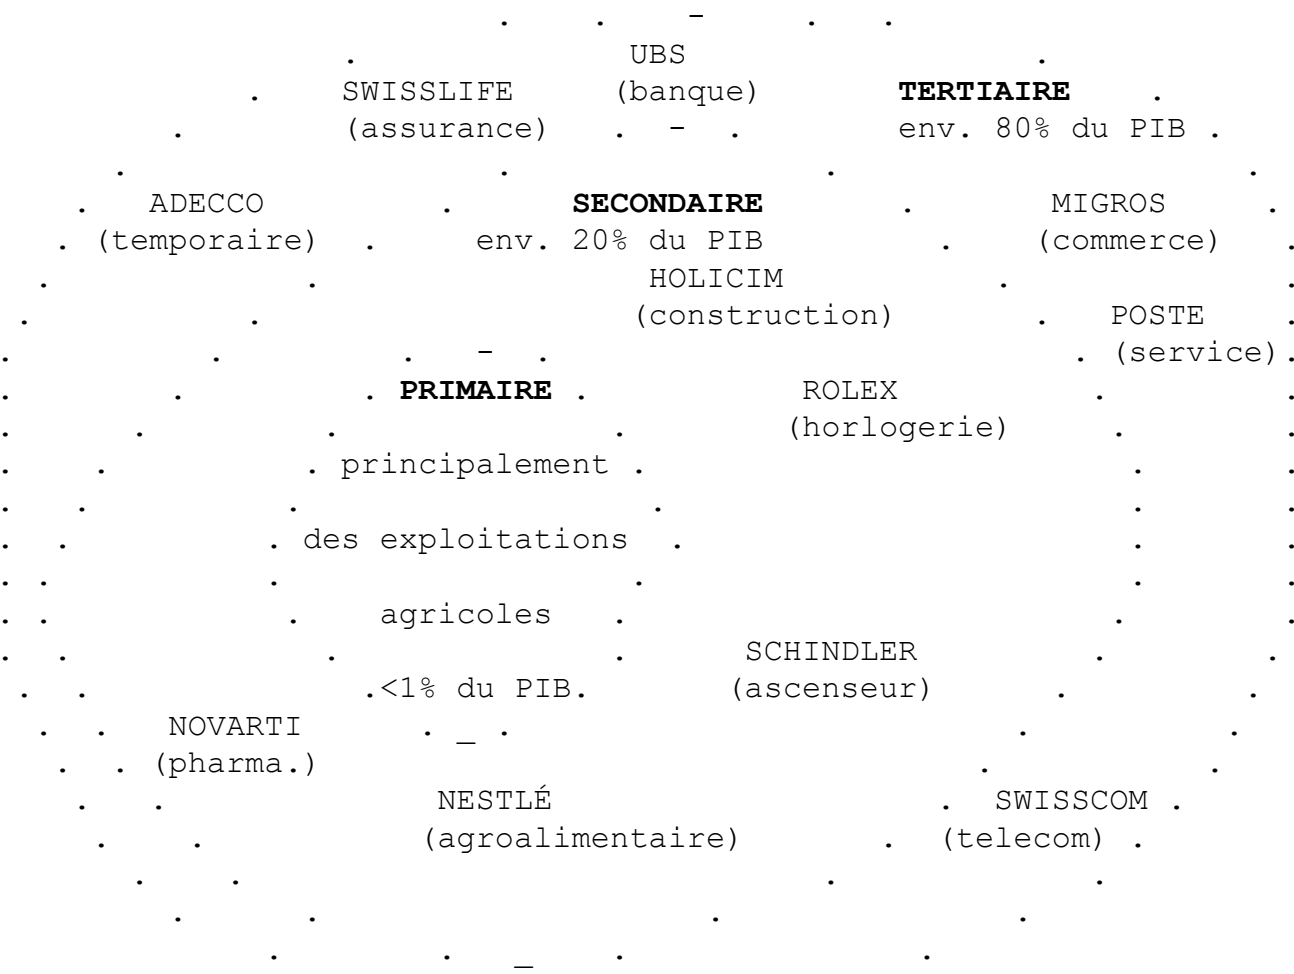 UBS
SWISSLIFE (banque) TERTIAIRE
(assurance) env. 80% du PIB
ADECCO SECONDAIRE MIGROS
(temporaire) env. 20% du PIB (commerce)
HOLICIM
(construction) POSTE
(service)
PRIMAIRE ROLEX
(horlogerie)
principalement
des exploitations
agricoles
SCHINDLER
<1% du PIB. (ascenseur)
NOVARTI
(pharma.)
NESTLÉ SWISSCOM
(agroalimentaire) (telecom)